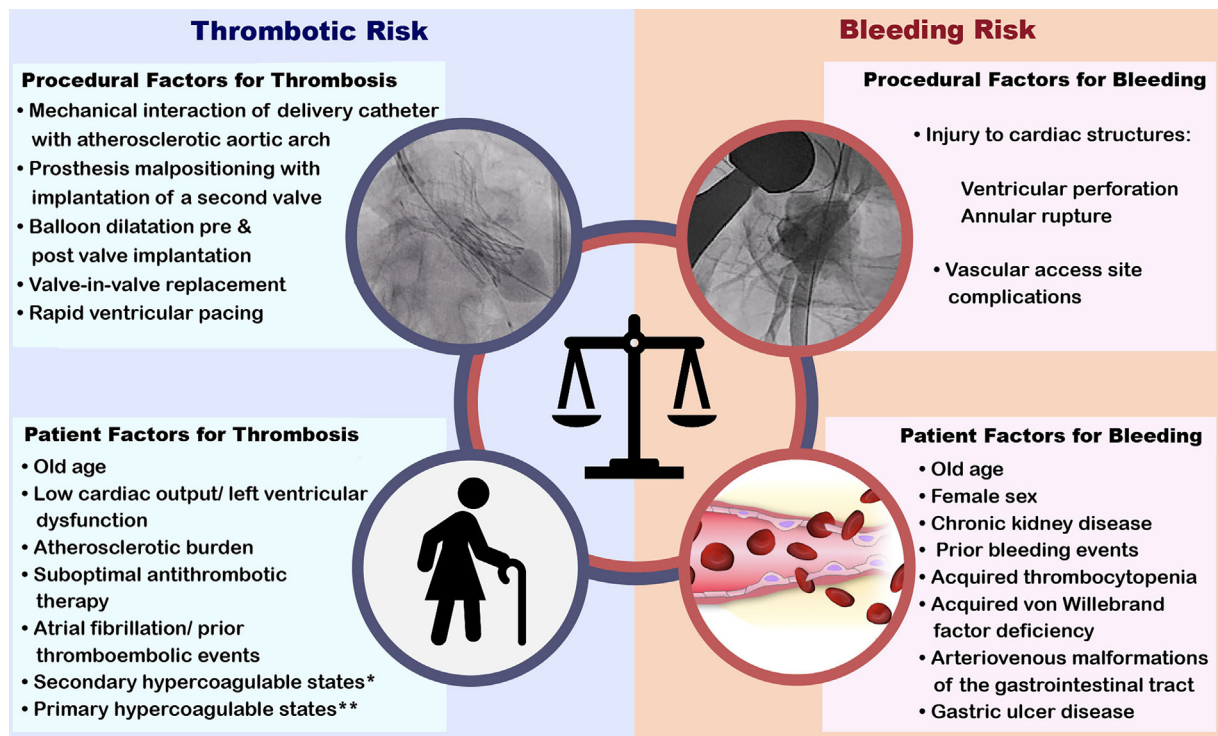 Thrombotic Risk
Bleeding Risk
Procedural Factors for Thrombosis
• Mechanical interaction of delivery catheter
with atherosclerotic aortic arch
• Prosthesis malpositioning with
implantation of a second valve
• Balloon dilatation pre &
post valve implantation
• Valve-in-valve replacement
• Rapid ventricular pacing
Procedural Factors for Bleeding
• Injury to cardiac structures:
Ventricular perforation
Annular rupture
• Vascular access site
complications
Patient Factors for Thrombosis
• Old age
• Low cardiac output/ left ventricular
dysfunction
• Atherosclerotic burden
• Suboptimal antithrombotic
therapy
• Atrial fibrillation/ prior
thromboembolic events
• Secondary hypercoagulable states*
• Primary hypercoagulable states**
Patient Factors for Bleeding
• Old age
• Female sex
• Chronic kidney disease
• Prior bleeding events
• Acquired thrombocytopenia
• Acquired von Willebrand
factor deficiency
• Arteriovenous malformations
of the gastrointestinal tract
• Gastric ulcer disease